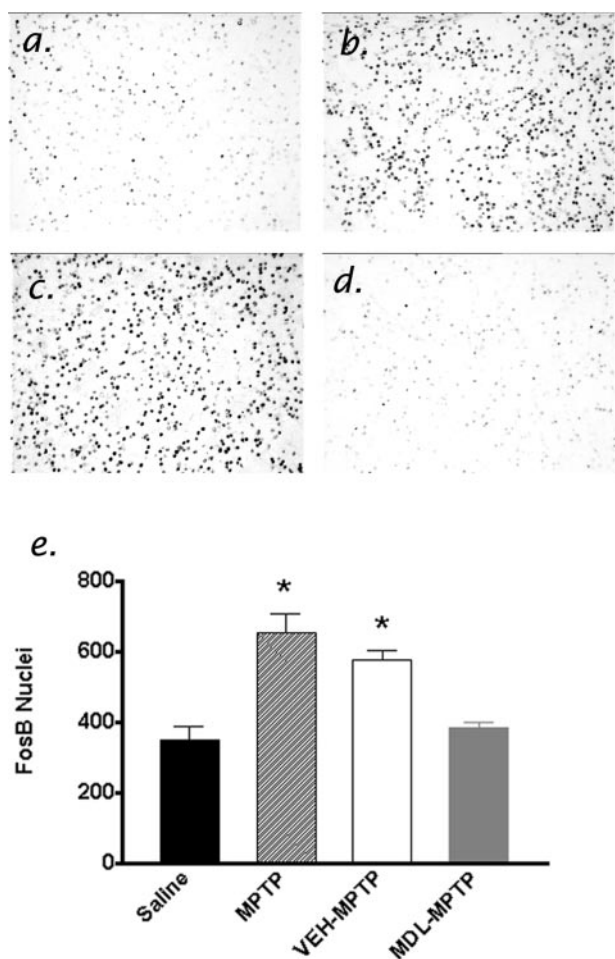 a.
b.
c.
d.
e.
800
600
400
200
0
FosB Nuclei
*
*
Saline
MPTP
VEH-MPTP
MDL-MPTP